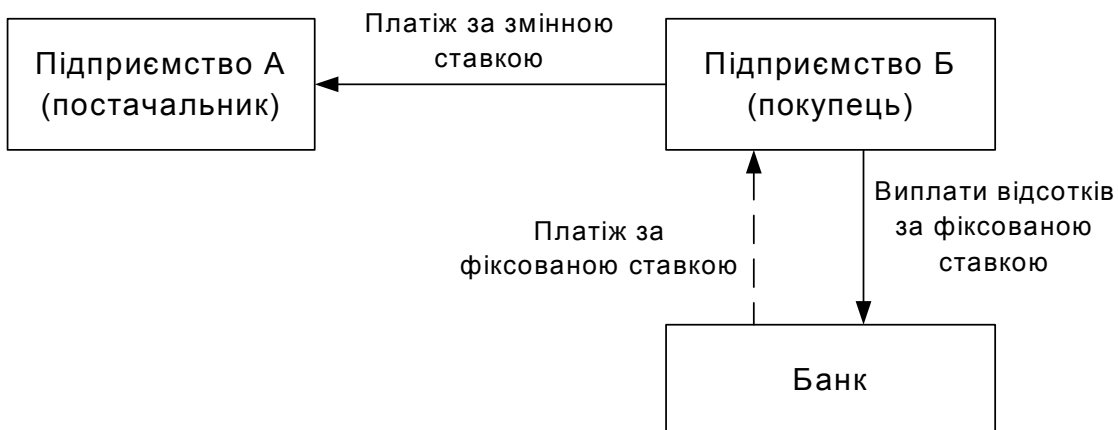 Платіж за змінною
ставкою
Підприємство А
(постачальник)
Підприємство Б
(покупець)
Виплати відсотків
за фіксованою
ставкою
Платіж за
фіксованою ставкою
Банк